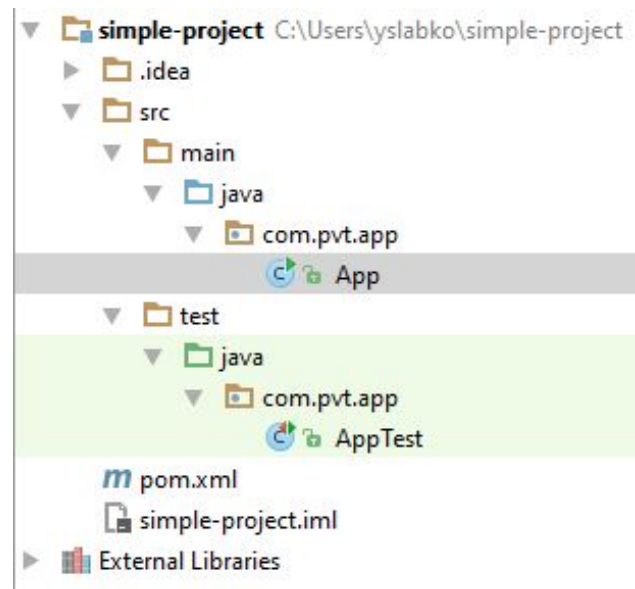 simple-project C:\Users\yslabko\simple-project
.idea
src
main
java
com.pvt.app
App
test
java
com.pvt.app
AppTest
pom.xml
simple-project.iml
External Libraries